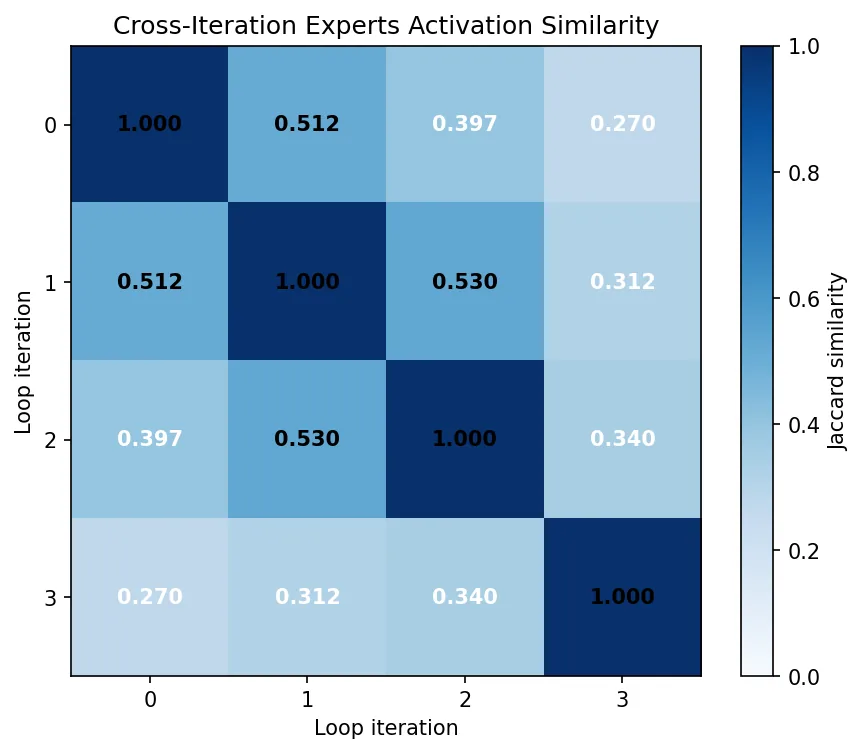 Cross-Iteration Experts Activation Similarity
0 1.000 0.512 0.397 0.270
1 0.512 1.000 0.530 0.312
2 0.397 0.530 1.000 0.340
3 0.270 0.312 0.340 1.000
0 1 2 3
Loop iteration
Loop iteration
1.0
0.8
0.6
0.4
0.2
0.0
Jaccard similarity